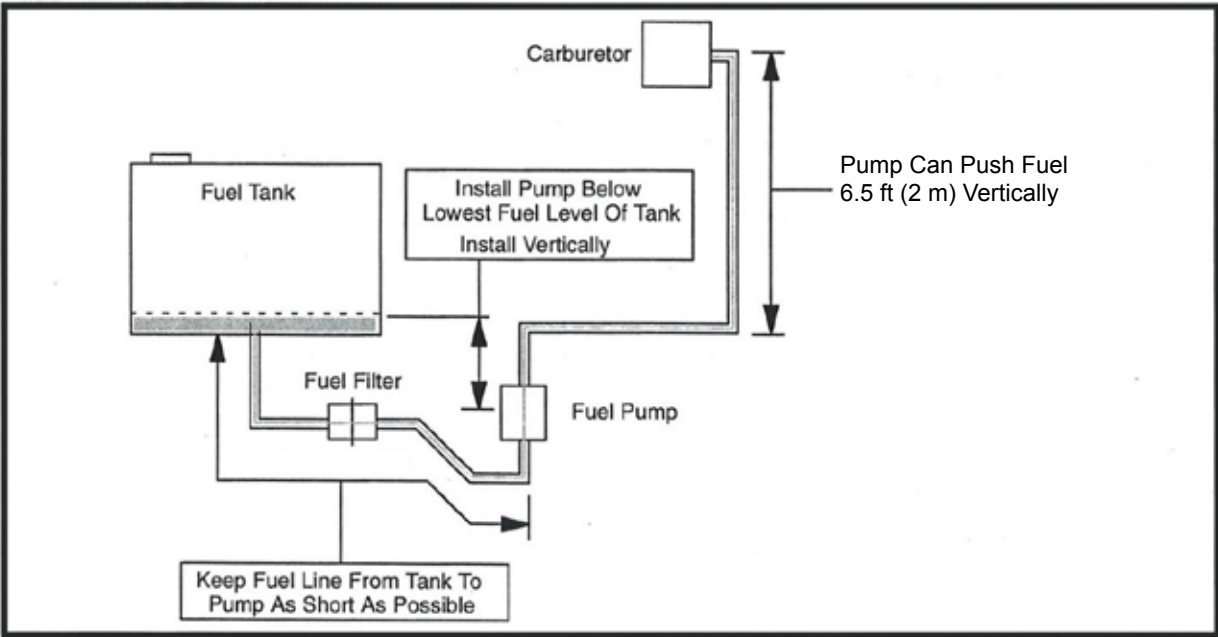 Carburetor
Pump Can Push Fuel
6.5 ft (2 m) Vertically
Fuel Tank
Install Pump Below
Lowest Fuel Level Of Tank
Install Vertically
Fuel Filter
Fuel Pump
Keep Fuel Line From Tank To
Pump As Short As Possible